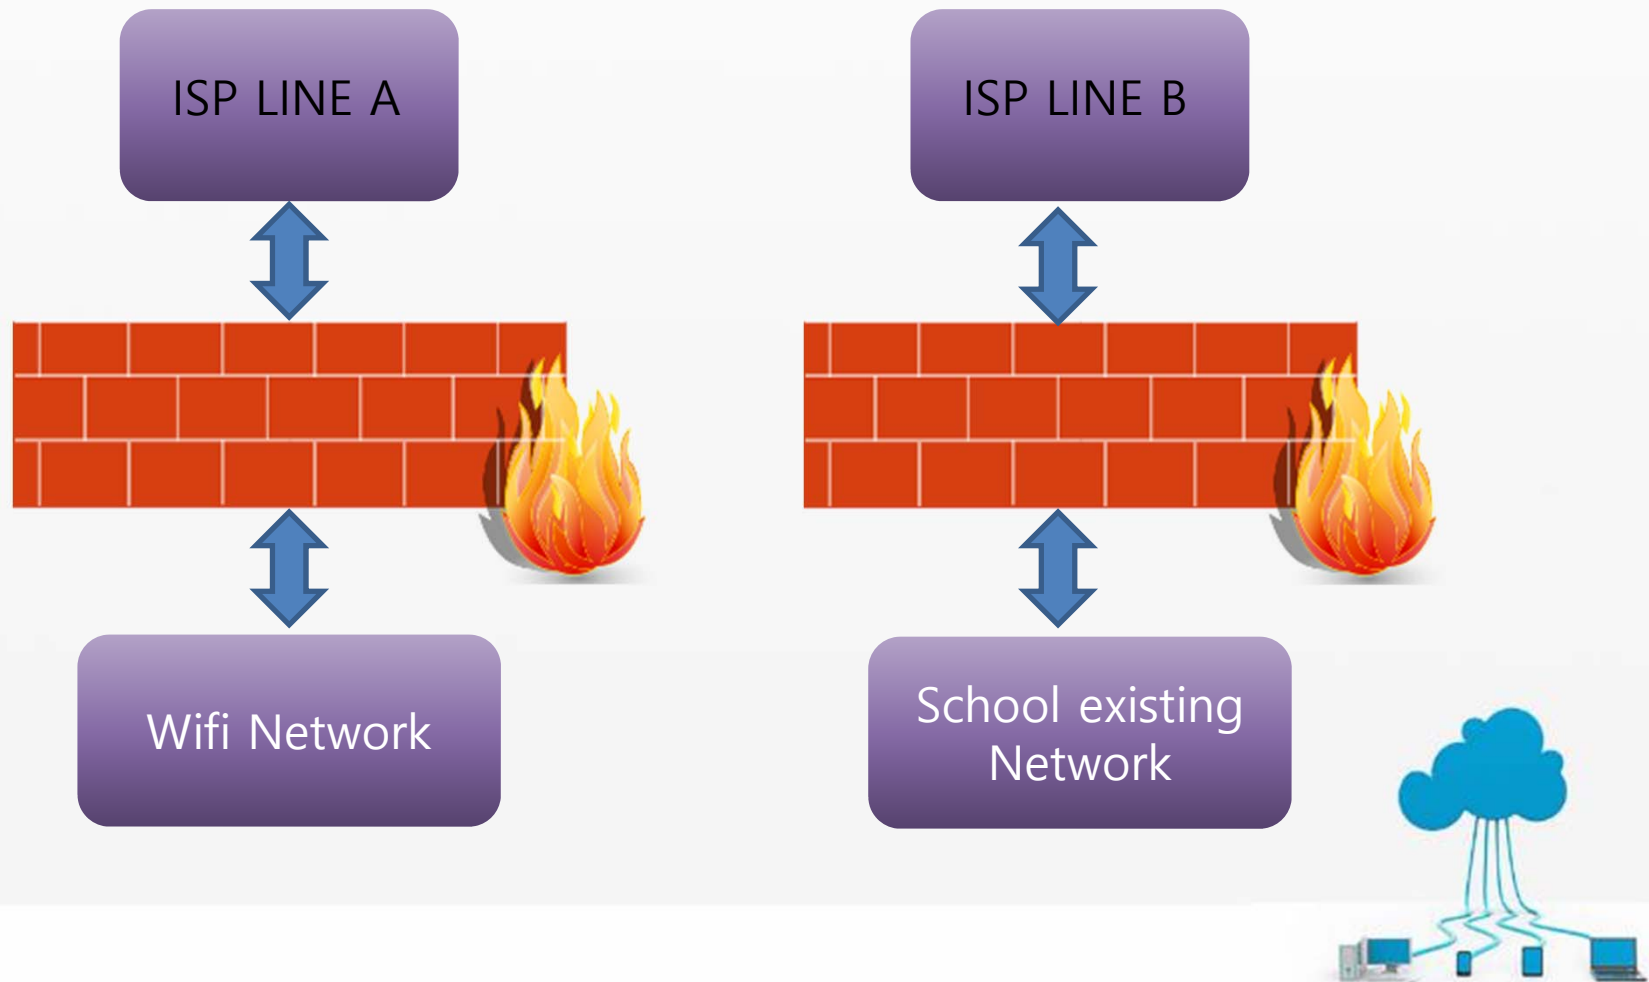 ISP LINE A
ISP LINE B
Wifi Network
School existing
Network